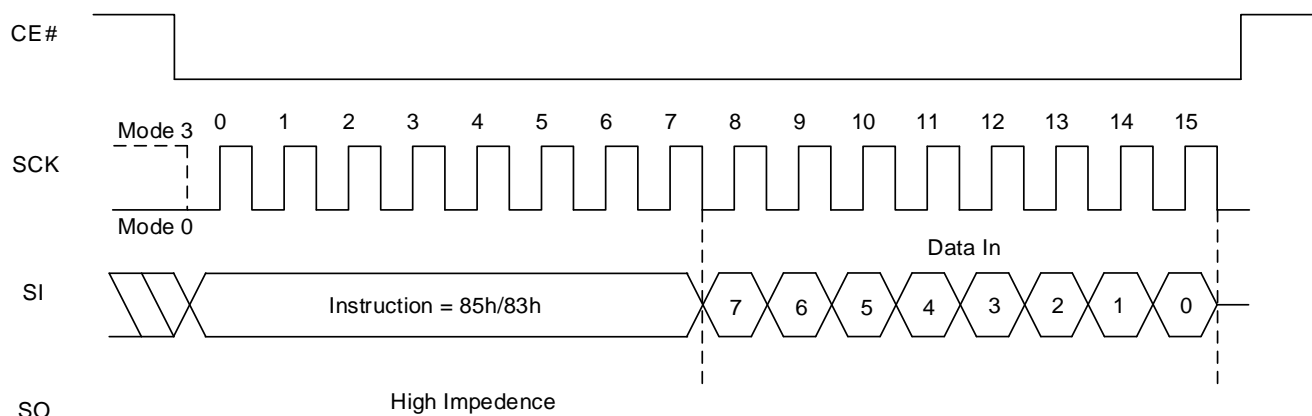 CE#
Mode 3 0 1 2 3 4 5 6 7 8 9 10 11 12 13 14 15
SCK
Mode 0
Data In
SI Instruction = 85h/83h 7 6 5 4 3 2 1 0
High Impedence
SO